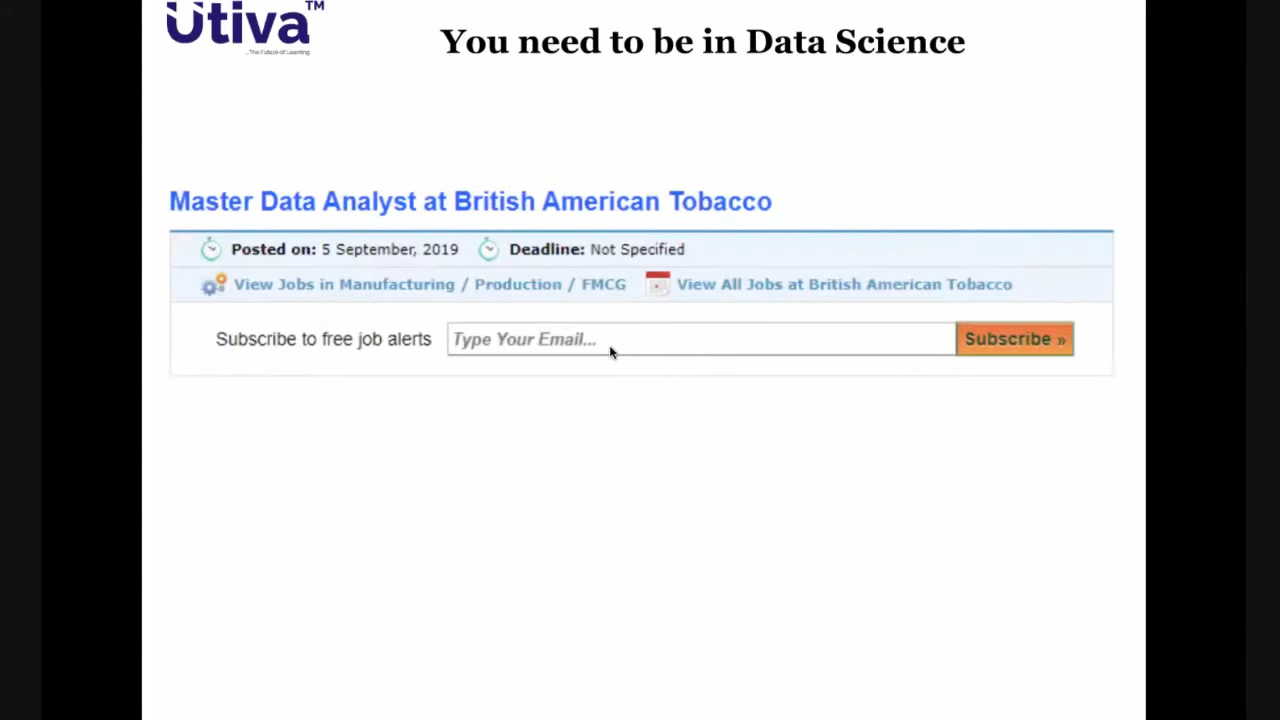 Utiva™
...The Future of Learning
You need to be in Data Science
Master Data Analyst at British American Tobacco
Posted on: 5 September, 2019 Deadline: Not Specified
View Jobs in Manufacturing / Production / FMCG View All Jobs at British American Tobacco
Subscribe to free job alerts Type Your Email... Subscribe »